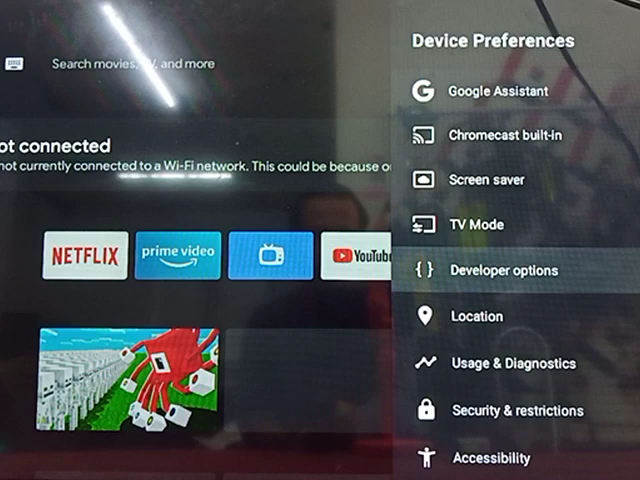 Search movies, TV, and more
ot connected
not currently connected to a Wi-Fi network. This could be because o
NETFLIX
prime video
YouTube
Device Preferences
Google Assistant
Chromecast built-in
Screen saver
TV Mode
Developer options
Location
Usage & Diagnostics
Security & restrictions
Accessibility